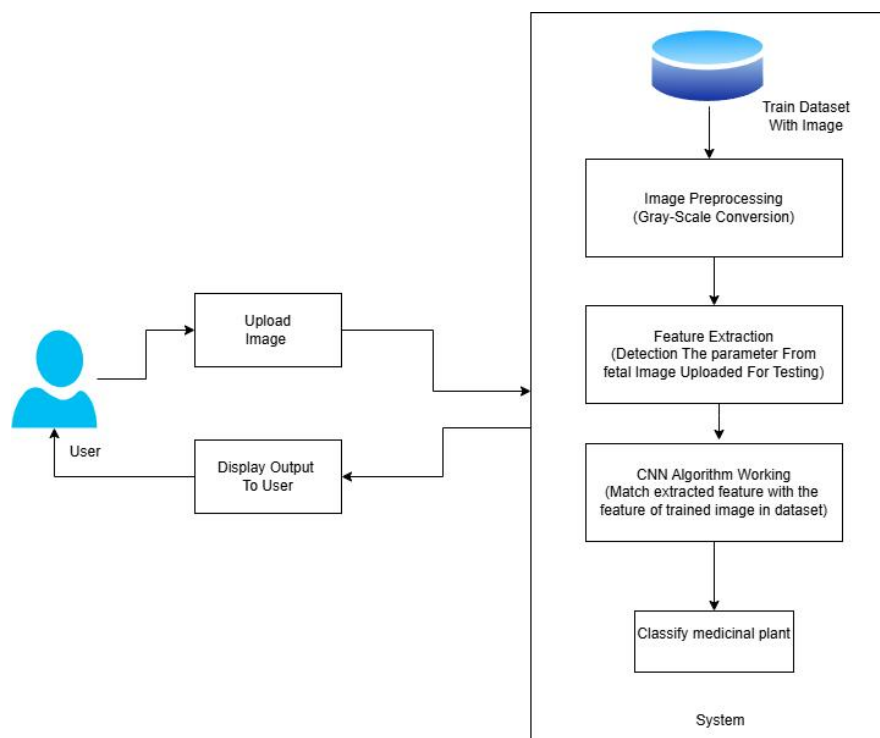 Train Dataset
With Image
Image Preprocessing
(Gray-Scale Conversion)
Upload
Image
Feature Extraction
(Detection The parameter From
fetal Image Uploaded For Testing)
User
Display Output
To User
CNN Algorithm Working
(Match extracted feature with the
feature of trained image in dataset)
Classify medicinal plant
System